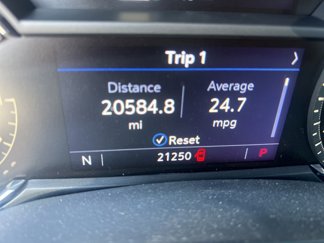 Trip 1
Distance Average
20584.8 24.7
mi mpg
Reset
N 21250 P